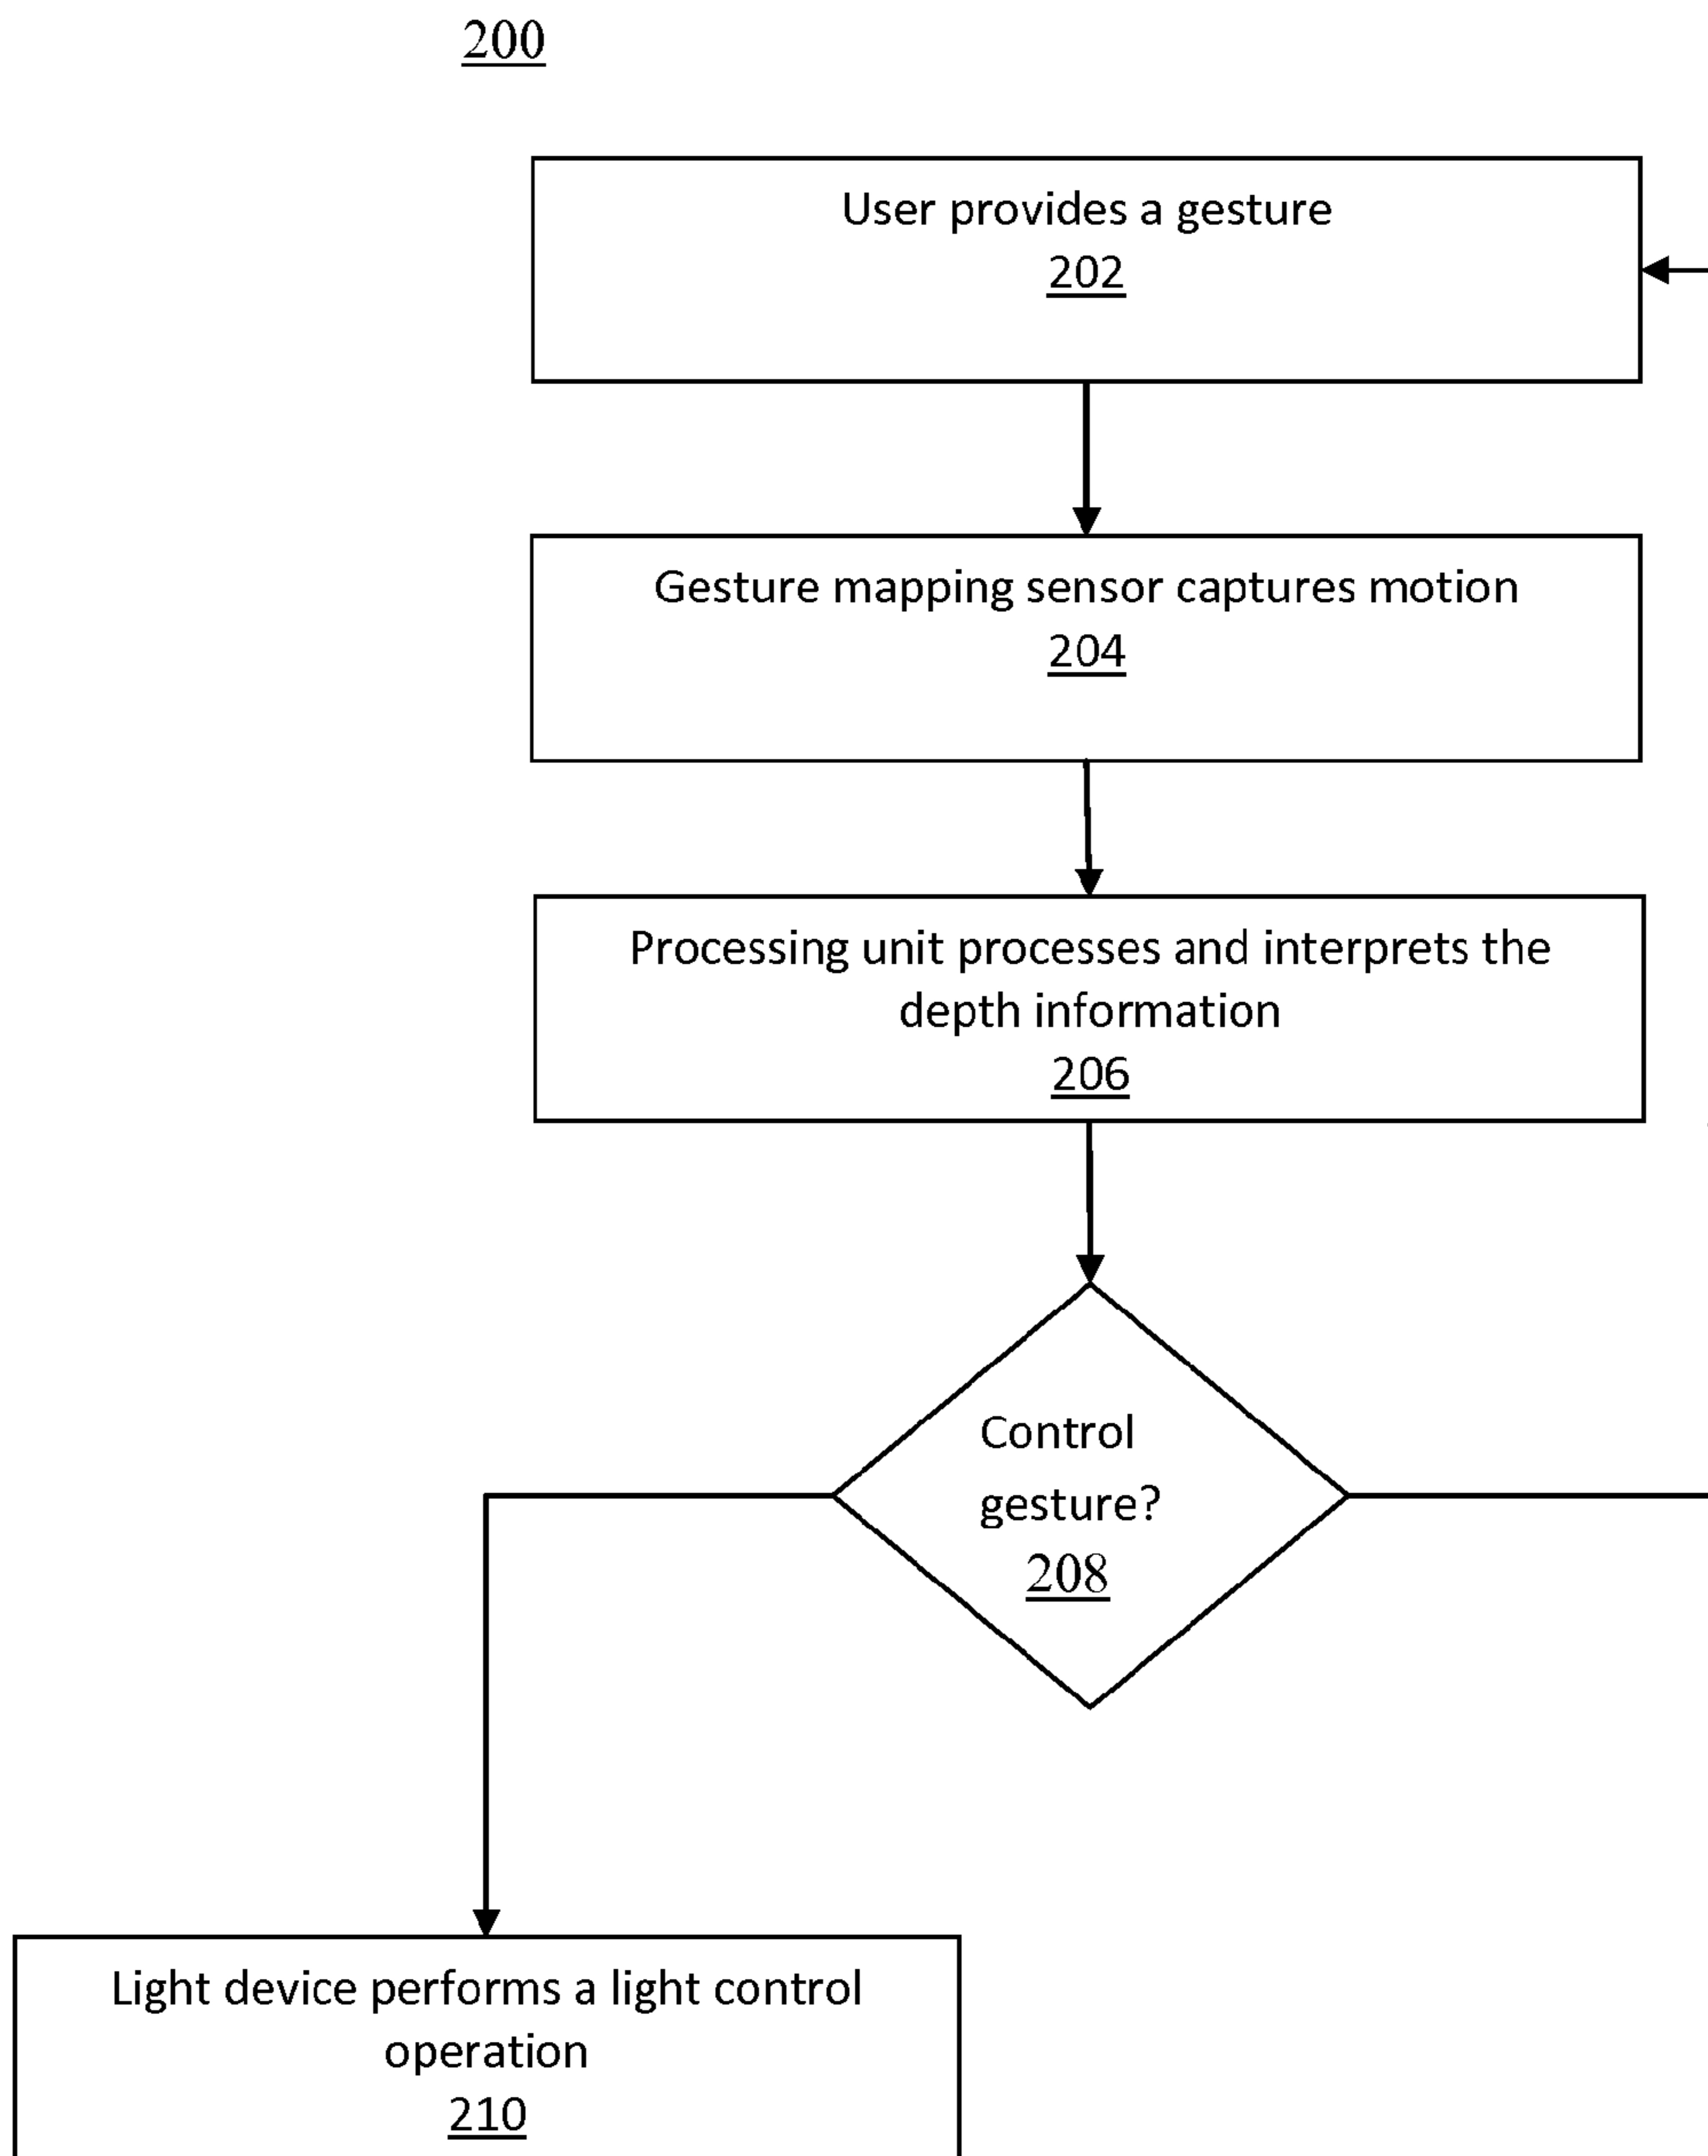 200
User provides a gesture
202
Gesture mapping sensor captures motion
204
Processing unit processes and interprets the
depth information
206
Control
gesture?
208
Light device performs a light control
operation
210